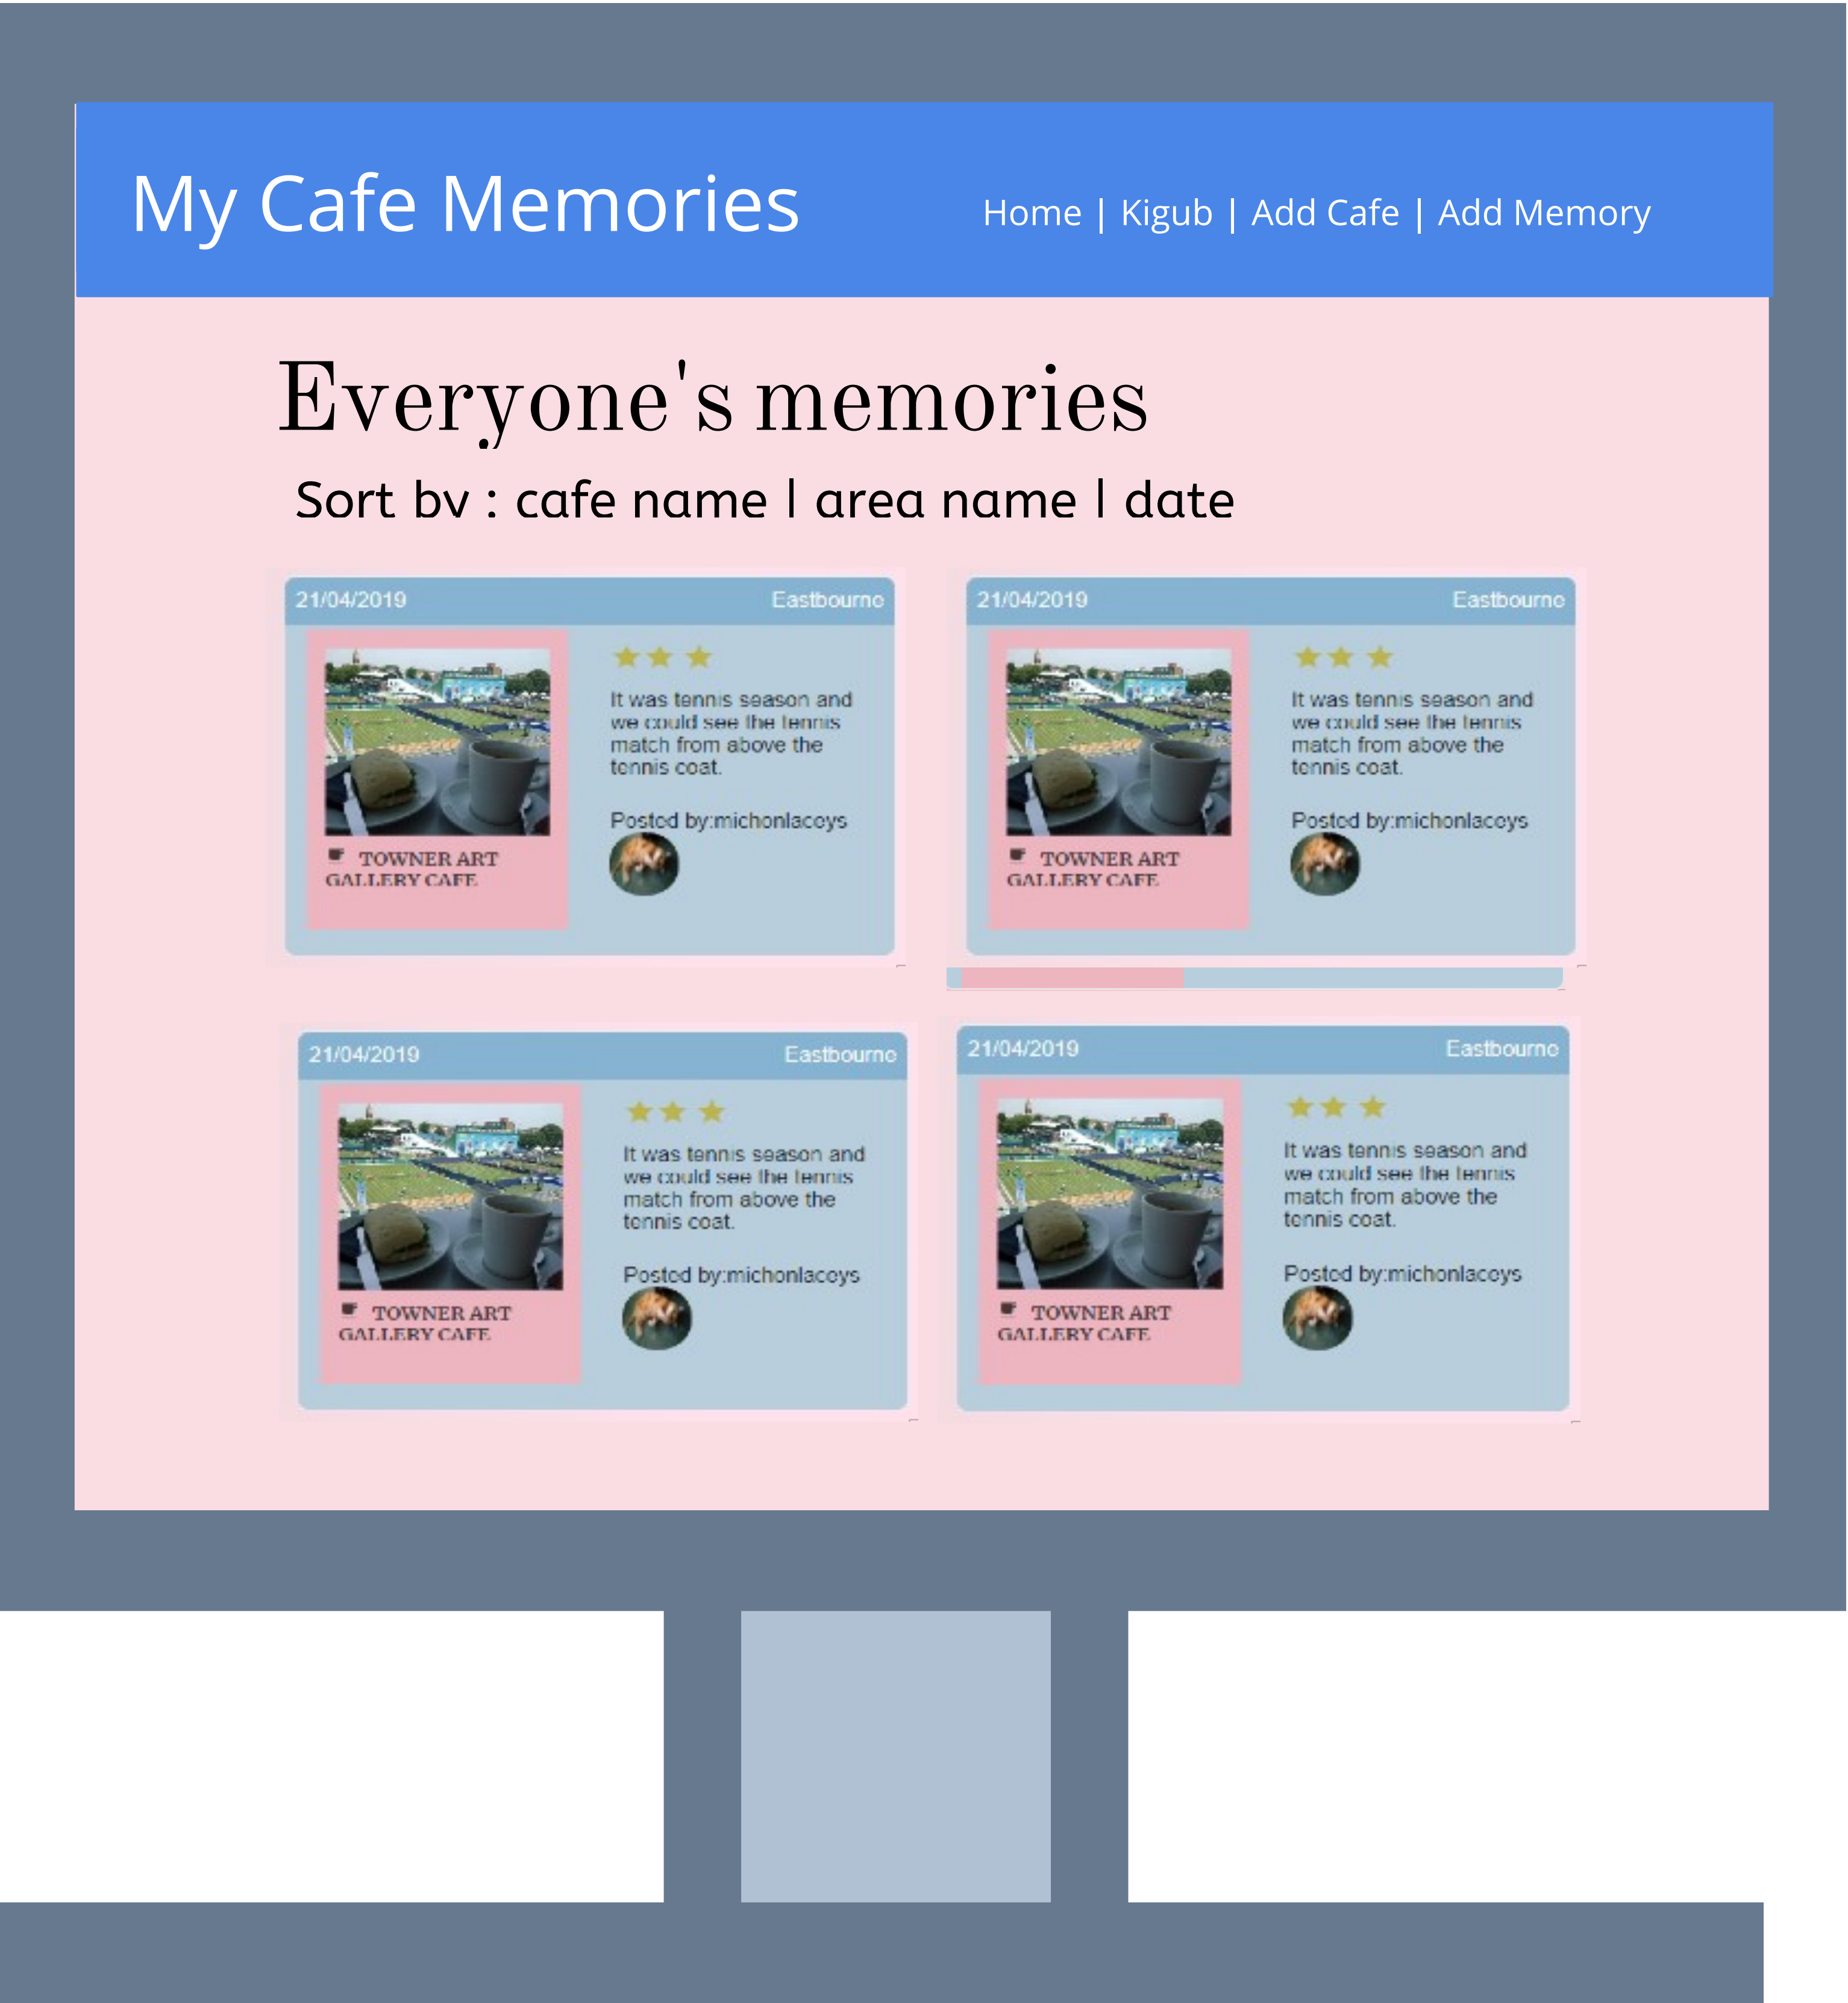 My Cafe Memories
Home | Kigub | Add Cafe | Add Memory
Everyone's memories
Sort by : cafe name | area name | date
21/04/2019 Eastbourne
It was tennis season and
we could see the tennis
match from above the
tennis coat.
Posted by:michonlaceys
TOWNER ART
GALLERY CAFE
21/04/2019 Eastbourne
It was tennis season and
we could see the tennis
match from above the
tennis coat.
Posted by:michonlaceys
TOWNER ART
GALLERY CAFE
21/04/2019 Eastbourne
It was tennis season and
we could see the tennis
match from above the
tennis coat.
Posted by:michonlaceys
TOWNER ART
GALLERY CAFE
21/04/2019 Eastbourne
It was tennis season and
we could see the tennis
match from above the
tennis coat.
Posted by:michonlaceys
TOWNER ART
GALLERY CAFE